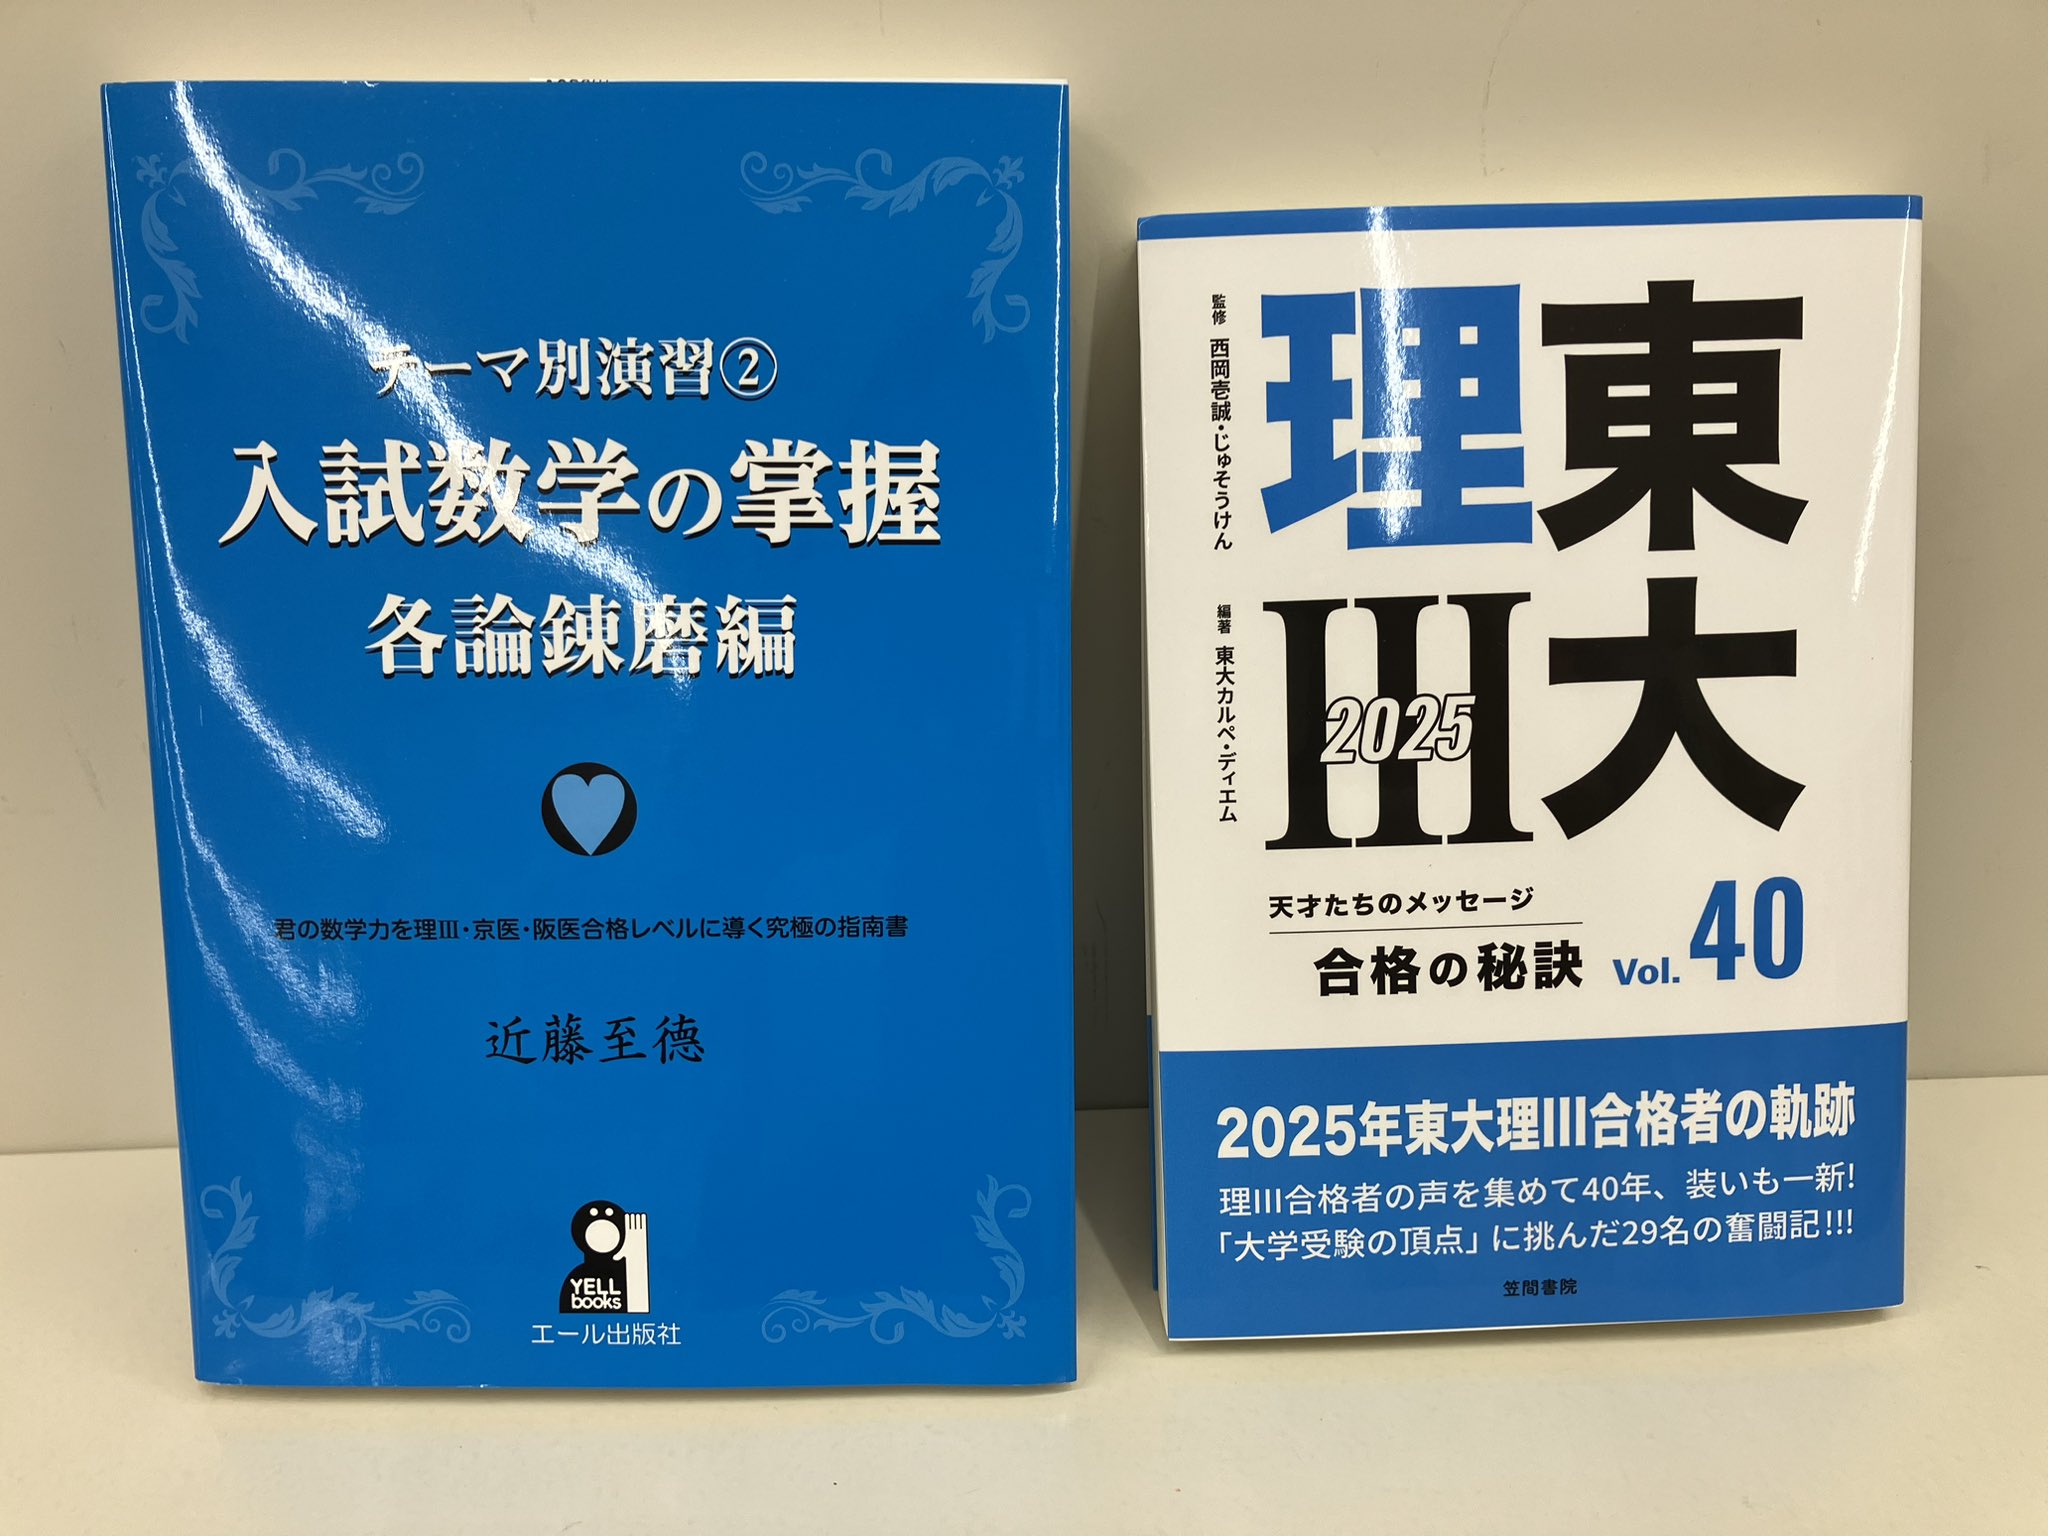 テーマ別演習②
入試数学の掌握
各論錬磨編
君の数学力を理Ⅲ・京医・阪医合格レベルに導く究極の指南書
近藤至徳
YELL
books
エール出版社
東大
理Ⅲ
2025
監修 西岡壱誠・じゅそうけん
編著 東大カルペ・ディエム
天才たちのメッセージ
合格の秘訣 Vol. 40
2025年東大理III合格者の軌跡
理III合格者の声を集めて40年、装いも一新!
「大学受験の頂点」に挑んだ29名の奮闘記!!!
笠間書院